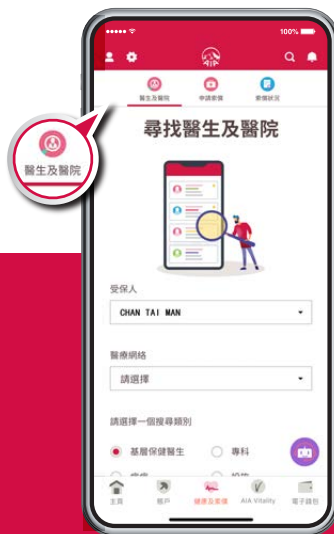 100%
AIA
醫生及醫院
申請索償
索償狀況
醫生及醫院
尋找醫生及醫院
受保人
CHAN TAI MAN
醫療網絡
請選擇
請選擇一個搜尋類別
基層保健醫生
專科
主頁
賬戶
健康及索償
AIA Vitality
電子錢包